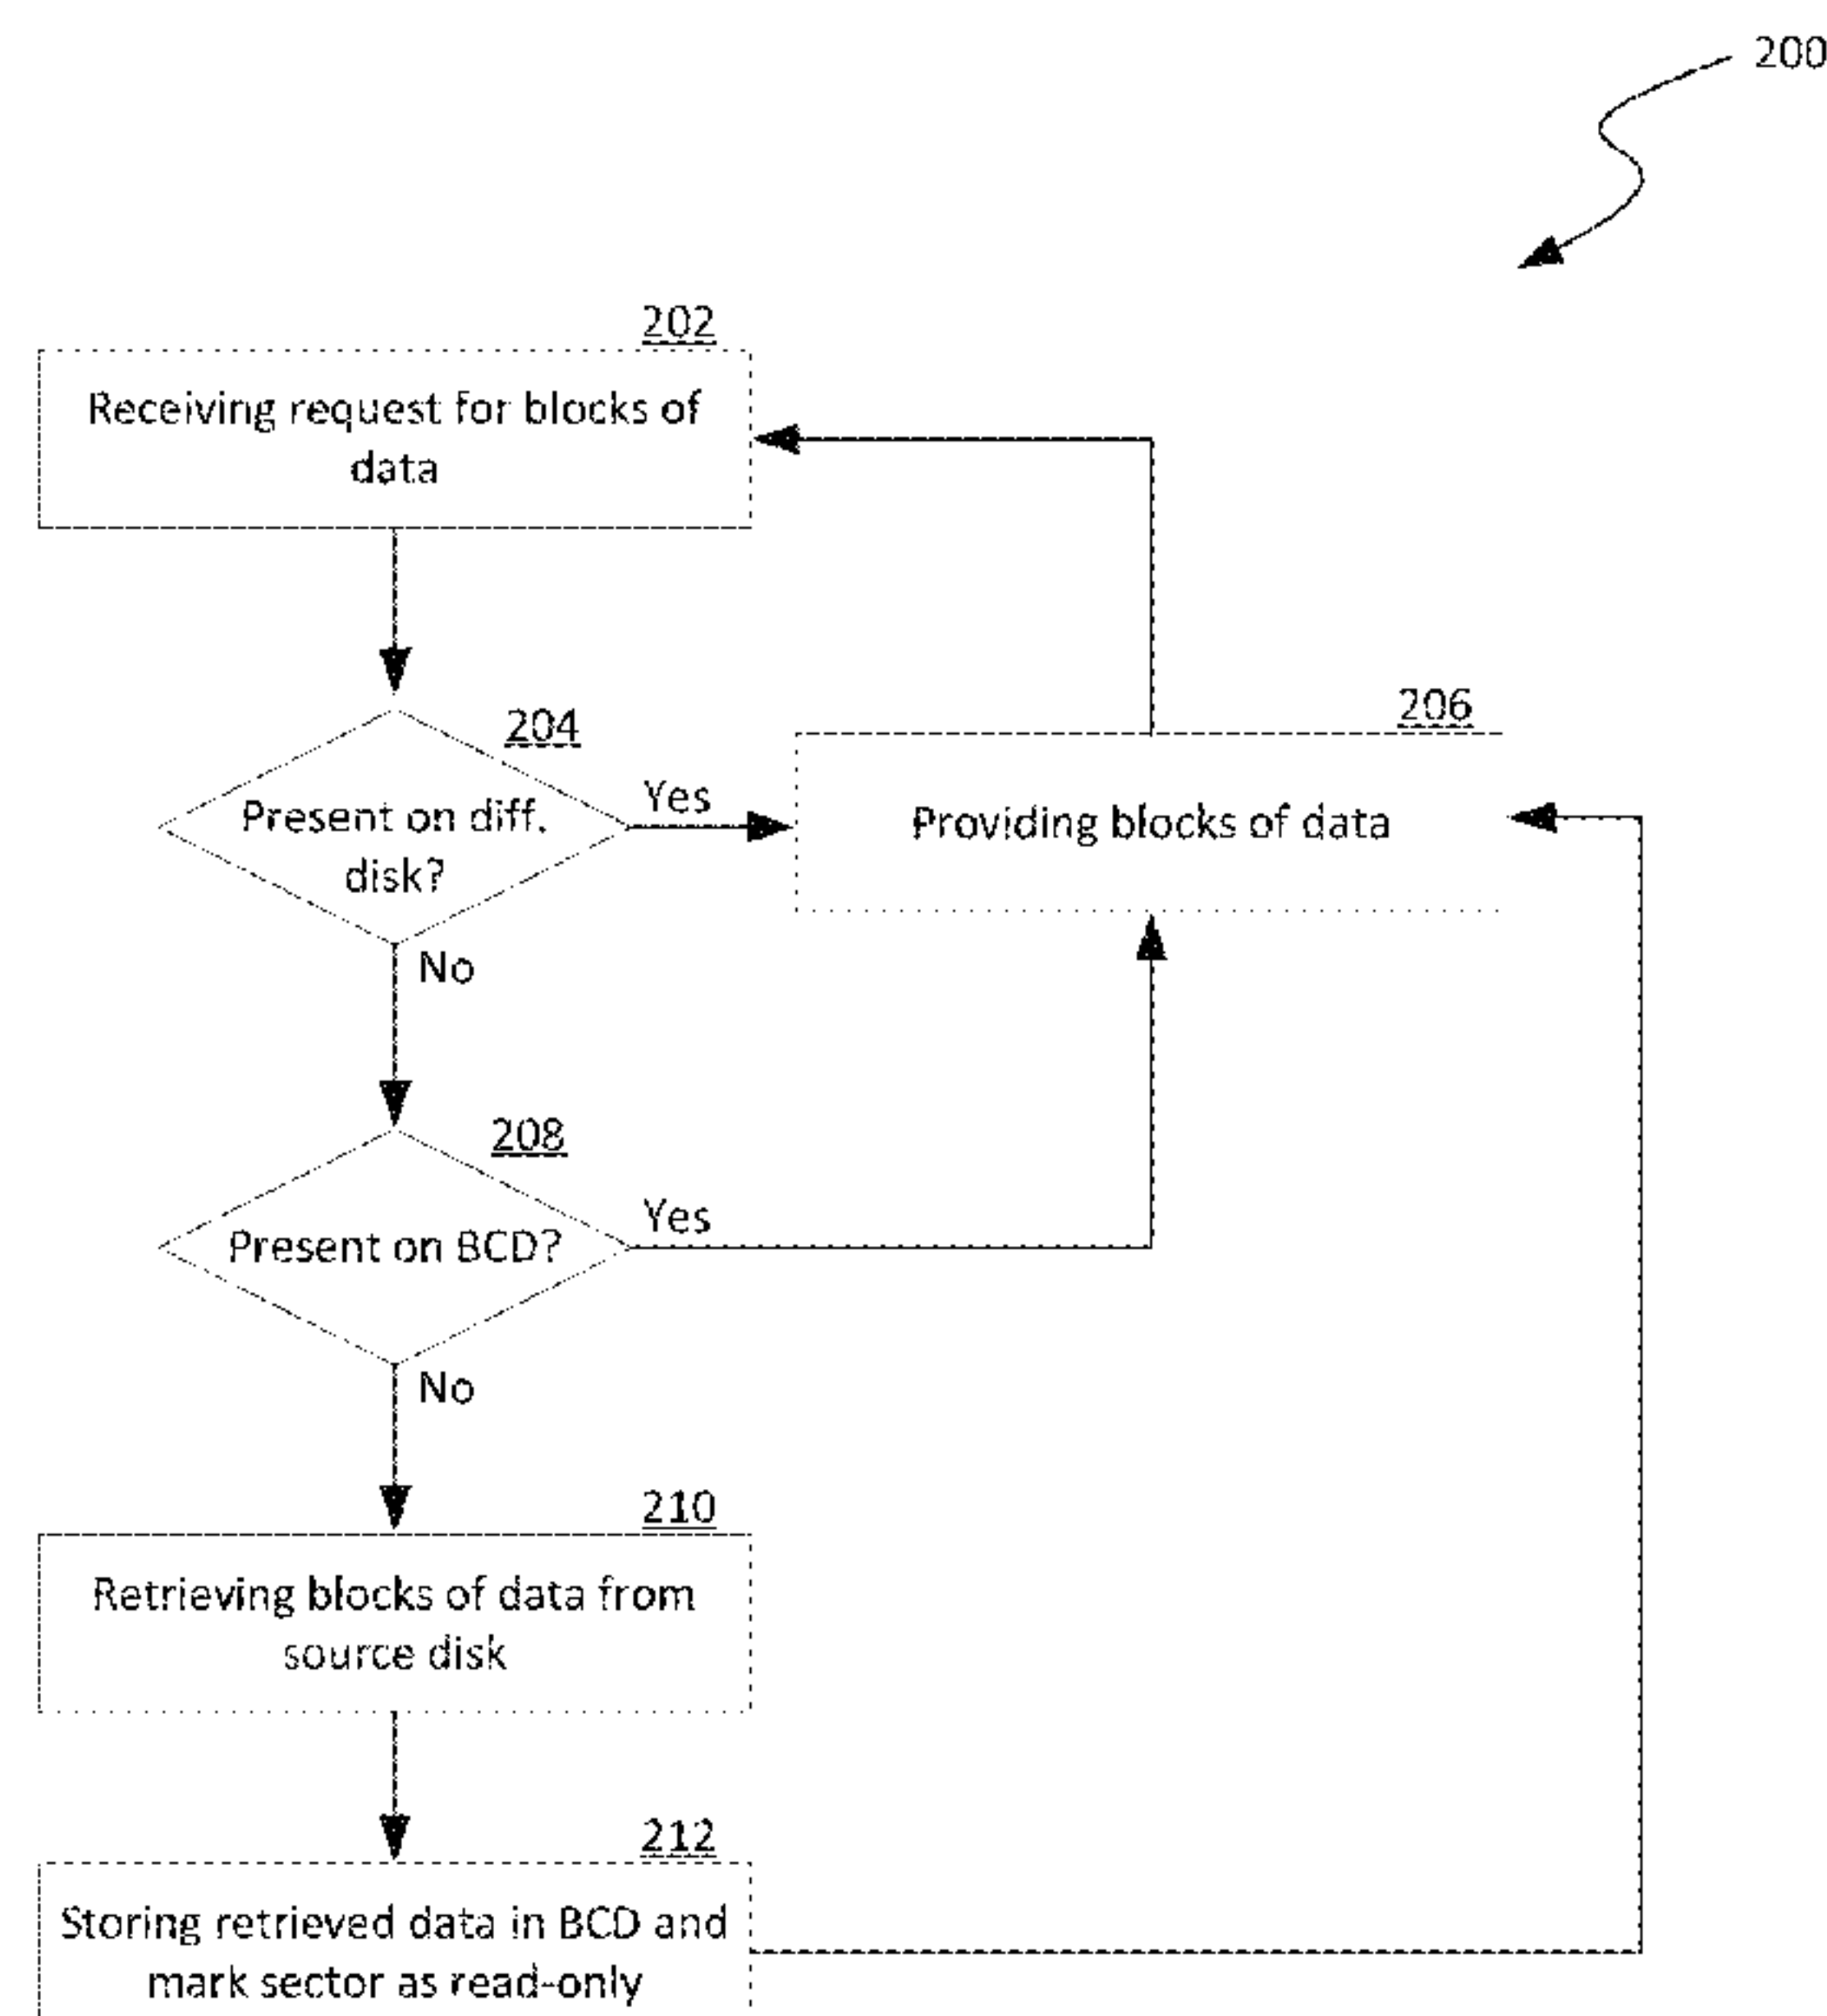 200
202
Receiving request for blocks of
data
204
Present on diff.
disk?
Yes
No
206
Providing blocks of data
208
Present on BCD?
Yes
No
210
Retrieving blocks of data from
source disk
212
Storing retrieved data in BCD and
mark sector as read-only